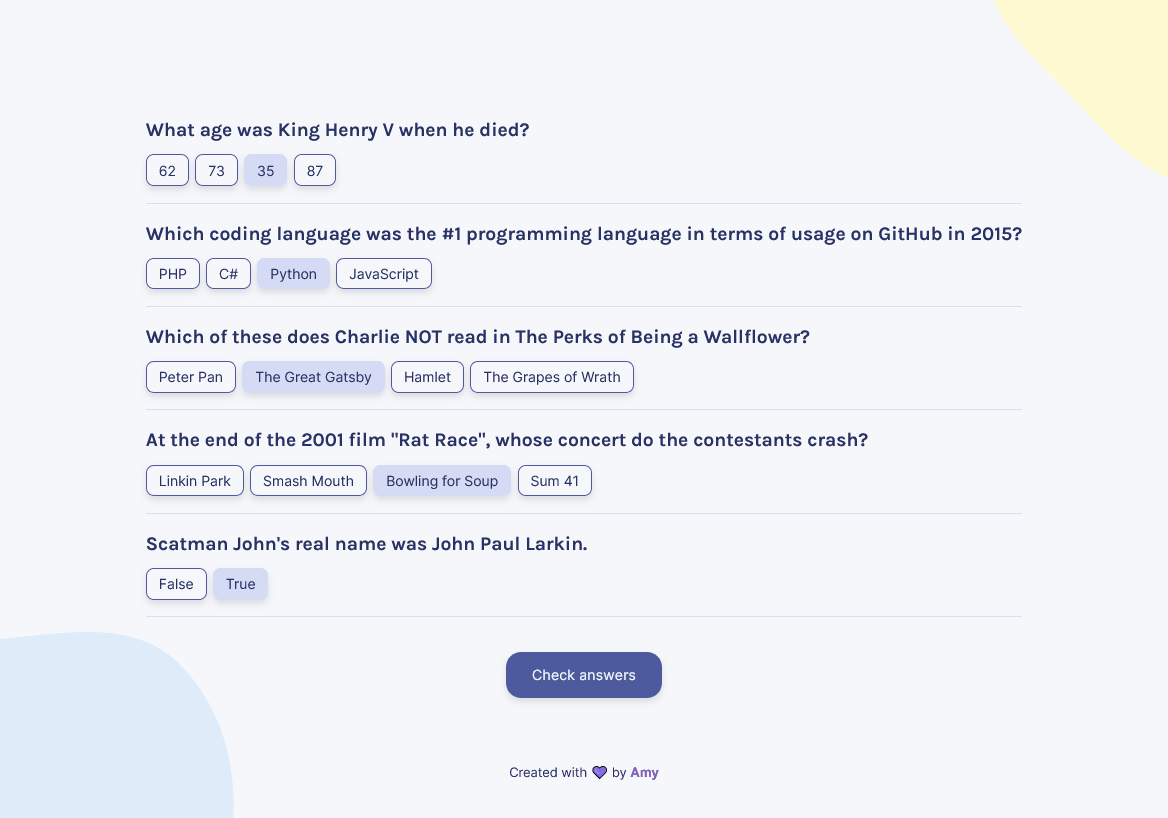 What age was King Henry V when he died?
62 73 35 87
Which coding language was the #1 programming language in terms of usage on GitHub in 2015?
PHP C# Python JavaScript
Which of these does Charlie NOT read in The Perks of Being a Wallflower?
Peter Pan The Great Gatsby Hamlet The Grapes of Wrath
At the end of the 2001 film "Rat Race", whose concert do the contestants crash?
Linkin Park Smash Mouth Bowling for Soup Sum 41
Scatman John's real name was John Paul Larkin.
False True
Check answers
Created with 💜 by Amy